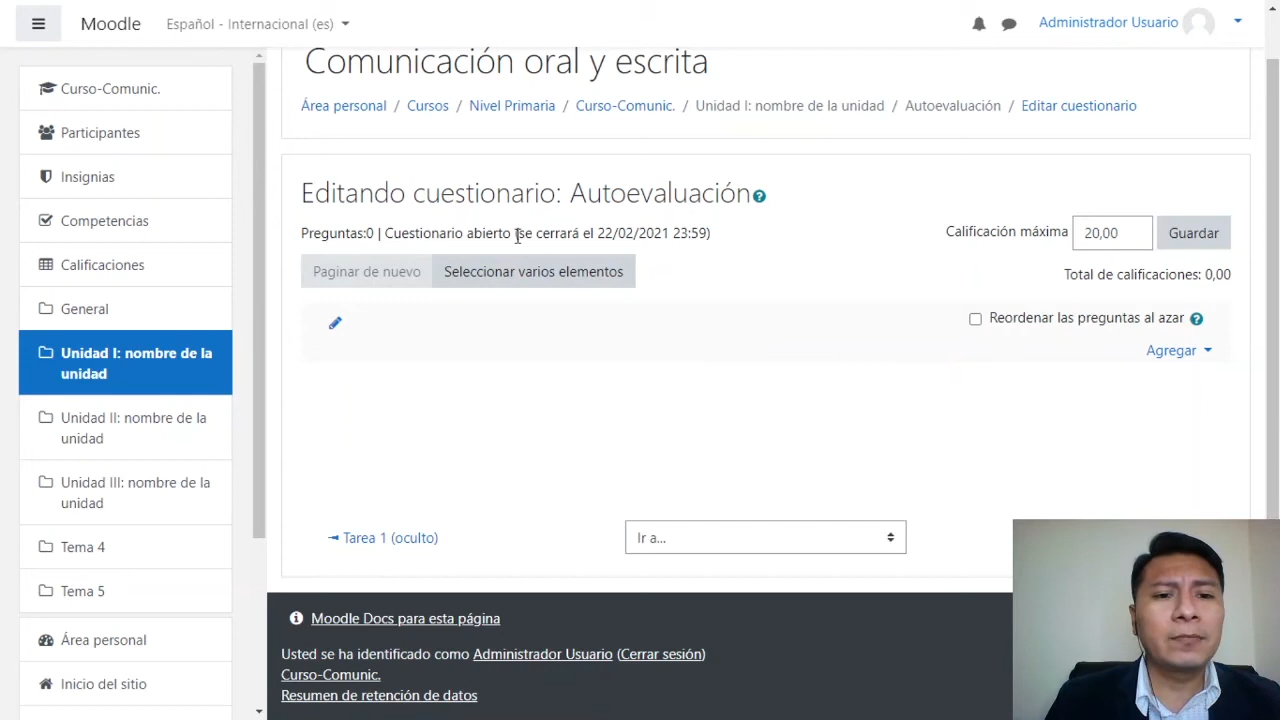 Moodle
Español - Internacional (es)
Administrador Usuario
Curso-Comunic.
Participantes
Insignias
Competencias
Calificaciones
General
Unidad I: nombre de la
unidad
Unidad II: nombre de la
unidad
Unidad III: nombre de la
unidad
Tema 4
Tema 5
Área personal
Inicio del sitio
Comunicación oral y escrita
Área personal / Cursos / Nivel Primaria / Curso-Comunic. / Unidad I: nombre de la unidad / Autoevaluación / Editar cuestionario
Editando cuestionario: Autoevaluación
Preguntas:0 | Cuestionario abierto (se cerrará el 22/02/2021 23:59)
Calificación máxima 20,00 Guardar
Paginar de nuevo Seleccionar varios elementos
Total de calificaciones: 0,00
Reordenar las preguntas al azar
Agregar
Tarea 1 (oculto)
Ir a...
Moodle Docs para esta página
Usted se ha identificado como Administrador Usuario (Cerrar sesión)
Curso-Comunic.
Resumen de retención de datos